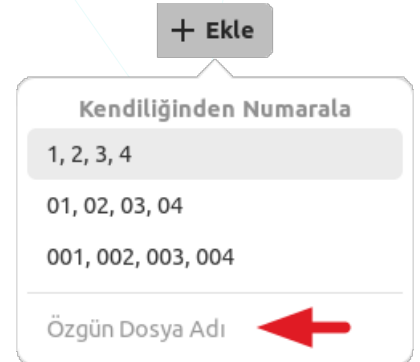 + Ekle
Kendiliğinden Numarala
1, 2, 3, 4
01, 02, 03, 04
001, 002, 003, 004
Özgün Dosya Adı